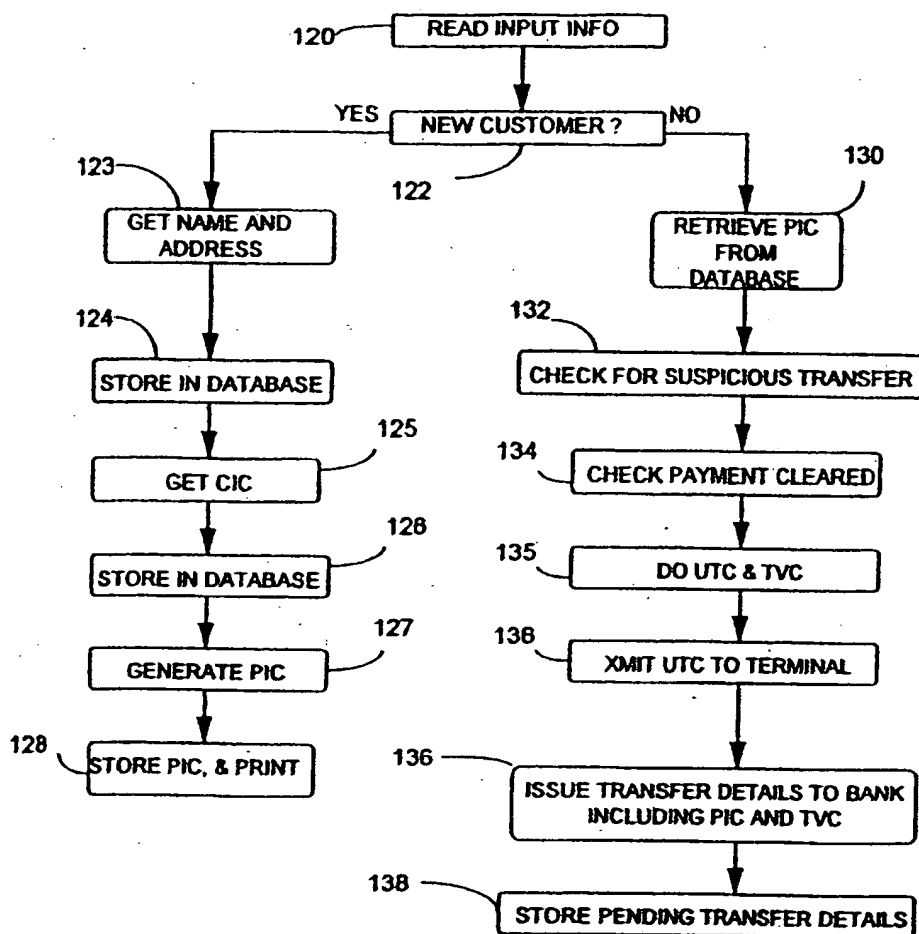 120
READ INPUT INFO
YES
NEW CUSTOMER ?
NO
122
123
GET NAME AND
ADDRESS
124
STORE IN DATABASE
125
GET CIC
126
STORE IN DATABASE
127
GENERATE PIC
128
STORE PIC, & PRINT
130
RETRIEVE PIC
FROM
DATABASE
132
CHECK FOR SUSPICIOUS TRANSFER
134
CHECK PAYMENT CLEARED
135
DO UTC & TVC
136
XMIT UTC TO TERMINAL
136
ISSUE TRANSFER DETAILS TO BANK
INCLUDING PIC AND TVC
138
STORE PENDING TRANSFER DETAILS